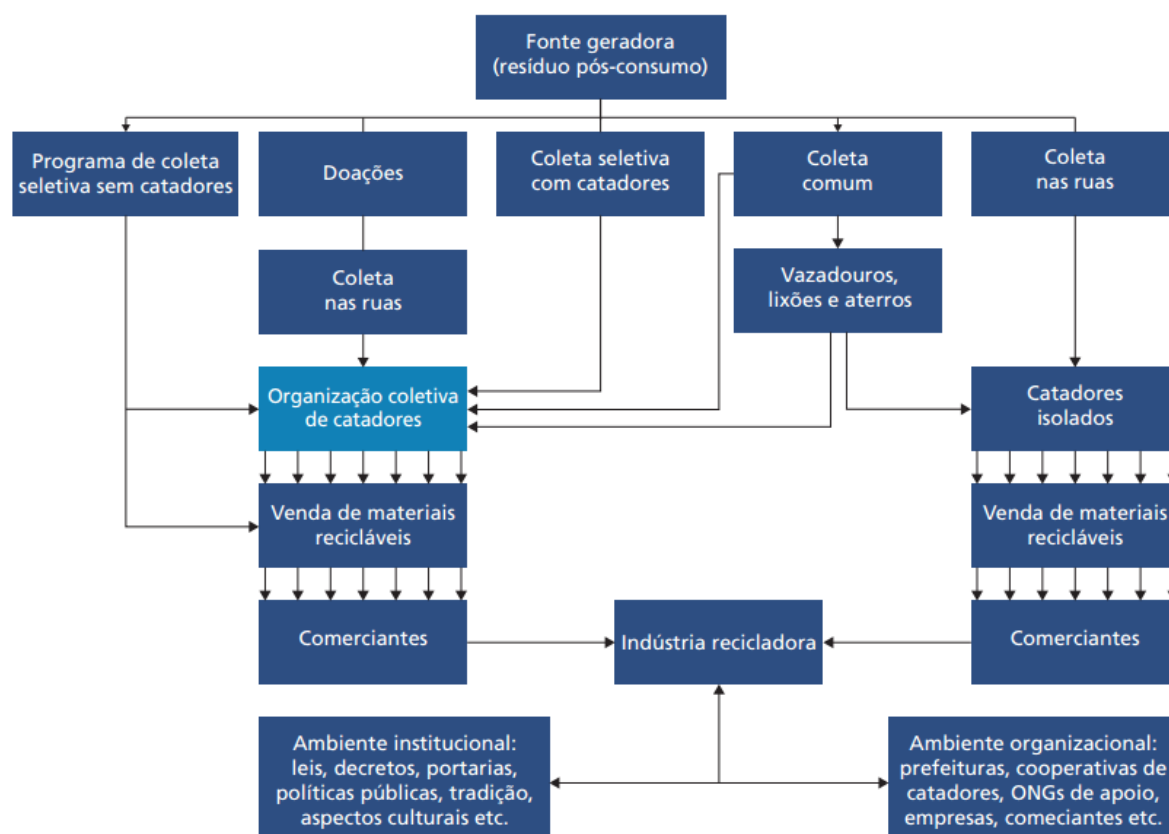 Fonte geradora
(resíduo pós-consumo)
Programa de coleta
seletiva sem catadores
Doações
Coleta seletiva
com catadores
Coleta
comum
Coleta
nas ruas
Coleta
nas ruas
Vazadouros,
lixões e aterros
Organização coletiva
de catadores
Catadores
isolados
Venda de materiais
recicláveis
Venda de materiais
recicláveis
Comerciantes
Indústria recicladora
Comerciantes
Ambiente institucional:
leis, decretos, portarias,
políticas públicas, tradição,
aspectos culturais etc.
Ambiente organizacional:
prefeituras, cooperativas de
catadores, ONGs de apoio,
empresas, comeciantes etc.